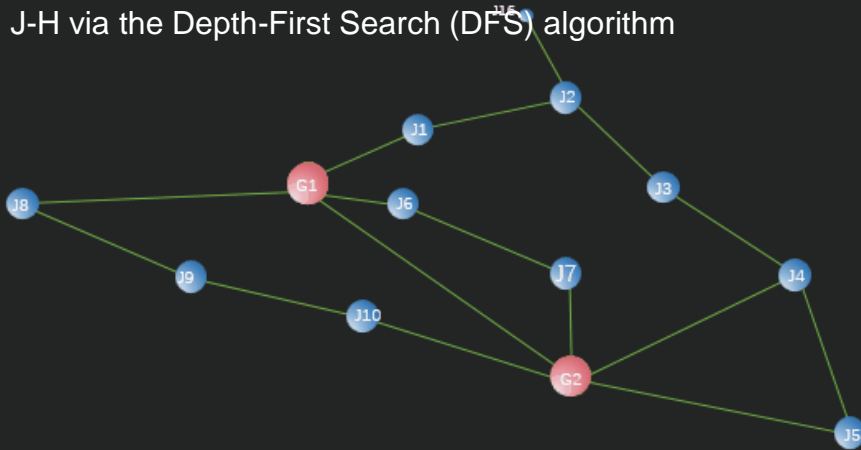 J16
J-H via the Depth-First Search (DFS) algorithm
J2
J1
G1
J3
J8
J6
J7
J4
J9
J10
G2
J5